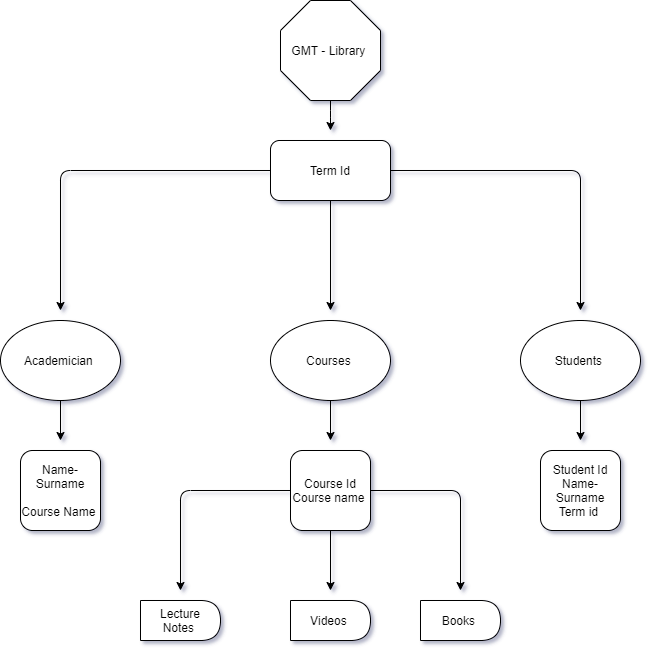 GMT - Library
Term Id
Academician
Courses
Students
Name-
Surname
Course Name
Course Id
Course name
Student Id
Name-
Surname
Term id
Lecture
Notes
Videos
Books